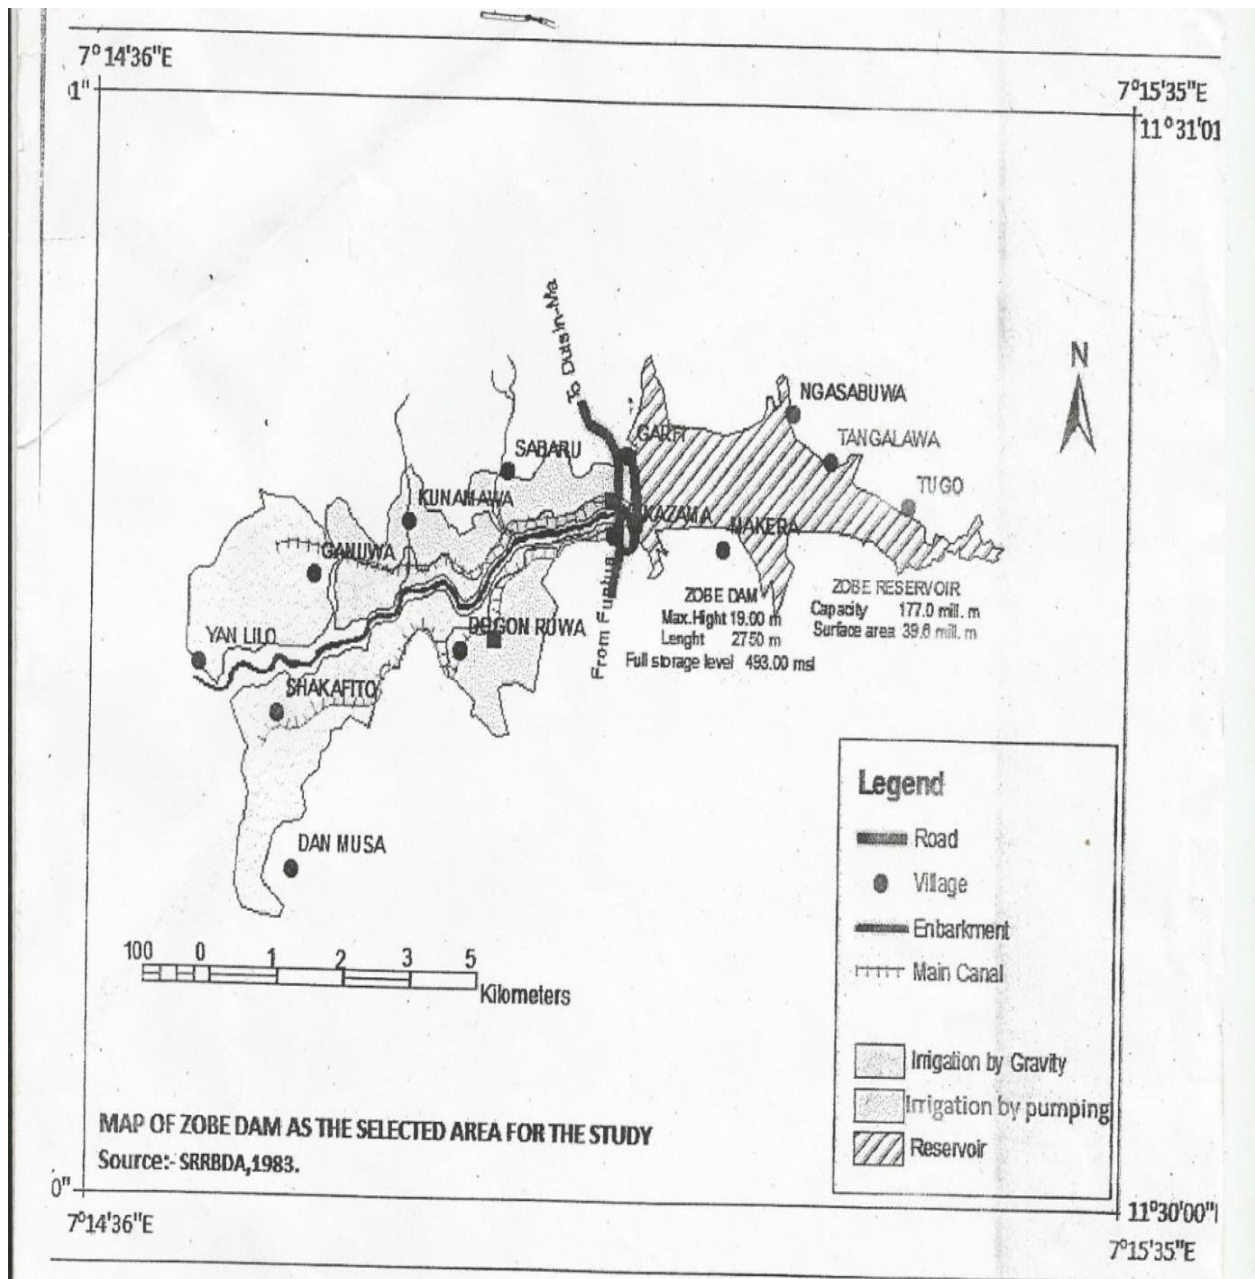 7°14'36"E
7°15'35"E
1"
11°31'01
To Dutsin-Ma
N
NGASABUWA
GARFI
TANGALAWA
SABARU
TUGO
KUNAMAWA
KAZAMA
MAKERA
GANUWA
ZOBE DAM
Max.Hight 19.00 m
Lenght 2750 m
Full storage level 493.00 msl
ZOBE RESERVOIR
Capacity 177.0 mill. m
Surface area 39.6 mill. m
From Funtua
DOGON RUWA
YAN LILO
SHAKAFITO
DAN MUSA
Legend
Road
Village
Enbarkment
Main Canal
Irrigation by Gravity
Irrigation by pumping
Reservoir
100 0 1 2 3 5
Kilometers
MAP OF ZOBE DAM AS THE SELECTED AREA FOR THE STUDY
Source:- SRRBDA,1983.
0"
7°14'36"E
11°30'00"
7°15'35"E